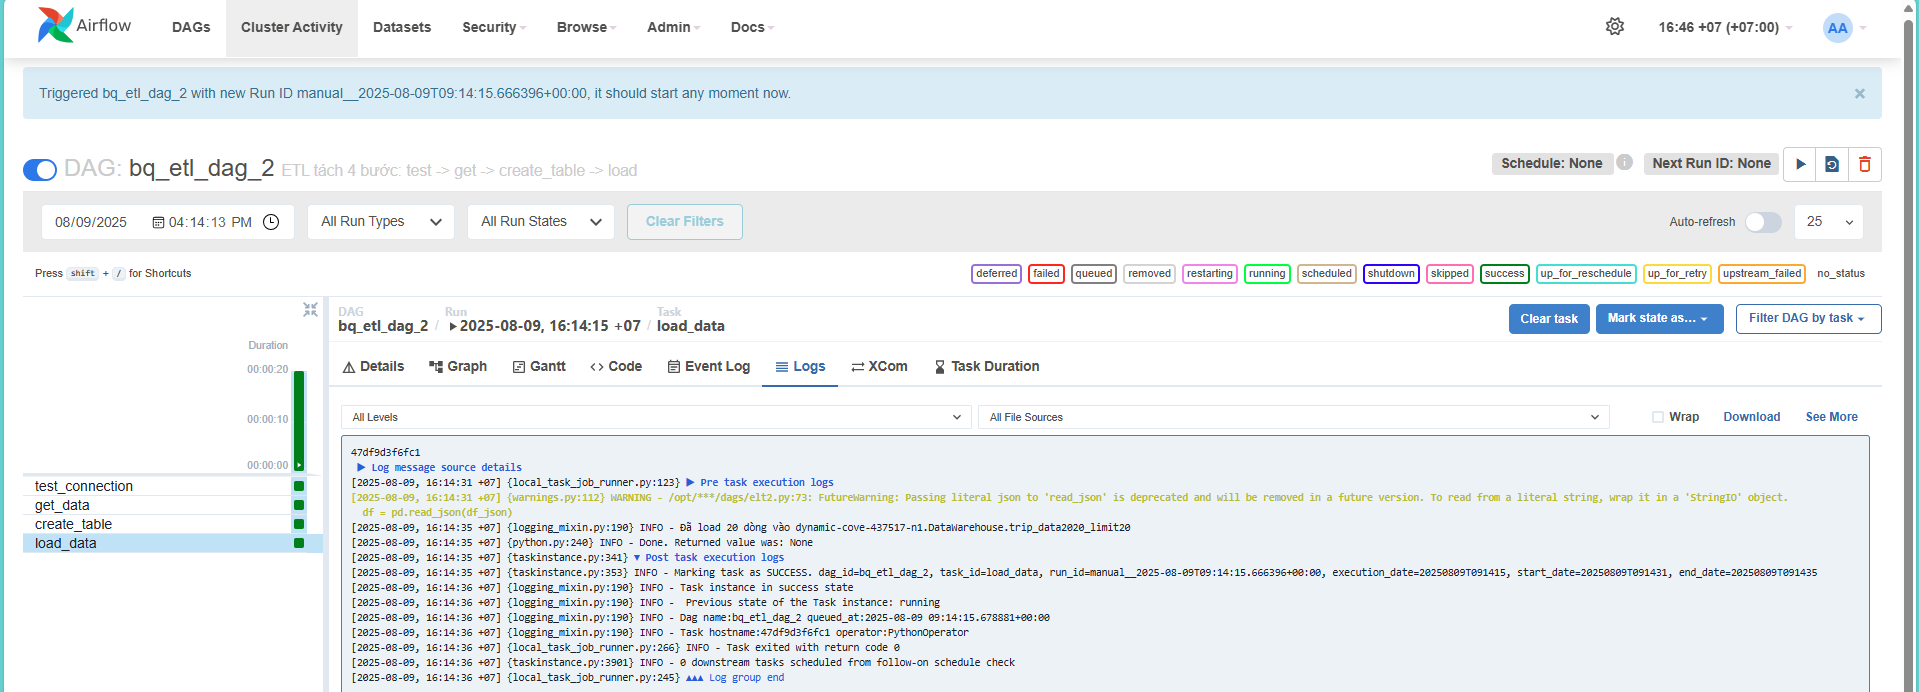 Airflow
DAGs
Cluster Activity
Datasets
Security
Browse
Admin
Docs
16:46 +07 (+07:00)
AA
Triggered bq_etl_dag_2 with new Run ID manual__2025-08-09T09:14:15.666396+00:00, it should start any moment now.
×
DAG: bq_etl_dag_2 ETL tách 4 bước: test -> get -> create_table -> load
Schedule: None
i
Next Run ID: None
08/09/2025 04:14:13 PM
All Run Types
All Run States
Clear Filters
Auto-refresh
25
Press shift + / for Shortcuts
deferred
failed
queued
removed
restarting
running
scheduled
shutdown
skipped
success
up_for_reschedule
up_for_retry
upstream_failed
no_status
Duration
00:00:20
00:00:10
00:00:00
test_connection
get_data
create_table
load_data
DAG
bq_etl_dag_2 /
Run
2025-08-09, 16:14:15 +07 /
Task
load_data
Clear task
Mark state as...
Filter DAG by task
Details
Graph
Gantt
<> Code
Event Log
Logs
XCom
Task Duration
All Levels
All File Sources
Wrap
Download
See More
47df9d3f6fc1
▶ Log message source details
[2025-08-09, 16:14:31 +07] {local_task_job_runner.py:123} ▶ Pre task execution logs
[2025-08-09, 16:14:31 +07] {warnings.py:112} WARNING - /opt/***/dags/elt2.py:73: FutureWarning: Passing literal json to 'read_json' is deprecated and will be removed in a future version. To read from a literal string, wrap it in a 'StringIO' object.
df = pd.read_json(df_json)
[2025-08-09, 16:14:35 +07] {logging_mixin.py:190} INFO - Đã load 20 dòng vào dynamic-cove-437517-n1.DataWarehouse.trip_data2020_limit20
[2025-08-09, 16:14:35 +07] {python.py:240} INFO - Done. Returned value was: None
[2025-08-09, 16:14:35 +07] {taskinstance.py:341} ▼ Post task execution logs
[2025-08-09, 16:14:35 +07] {taskinstance.py:353} INFO - Marking task as SUCCESS. dag_id=bq_etl_dag_2, task_id=load_data, run_id=manual__2025-08-09T09:14:15.666396+00:00, execution_date=20250809T091415, start_date=20250809T091431, end_date=20250809T091435
[2025-08-09, 16:14:36 +07] {logging_mixin.py:190} INFO - Task instance in success state
[2025-08-09, 16:14:36 +07] {logging_mixin.py:190} INFO -  Previous state of the Task instance: running
[2025-08-09, 16:14:36 +07] {logging_mixin.py:190} INFO - Dag name:bq_etl_dag_2 queued_at:2025-08-09 09:14:15.678881+00:00
[2025-08-09, 16:14:36 +07] {logging_mixin.py:190} INFO - Task hostname:47df9d3f6fc1 operator:PythonOperator
[2025-08-09, 16:14:36 +07] {local_task_job_runner.py:266} INFO - Task exited with return code 0
[2025-08-09, 16:14:36 +07] {taskinstance.py:3901} INFO - 0 downstream tasks scheduled from follow-on schedule check
[2025-08-09, 16:14:36 +07] {local_task_job_runner.py:245} ▲▲▲ Log group end